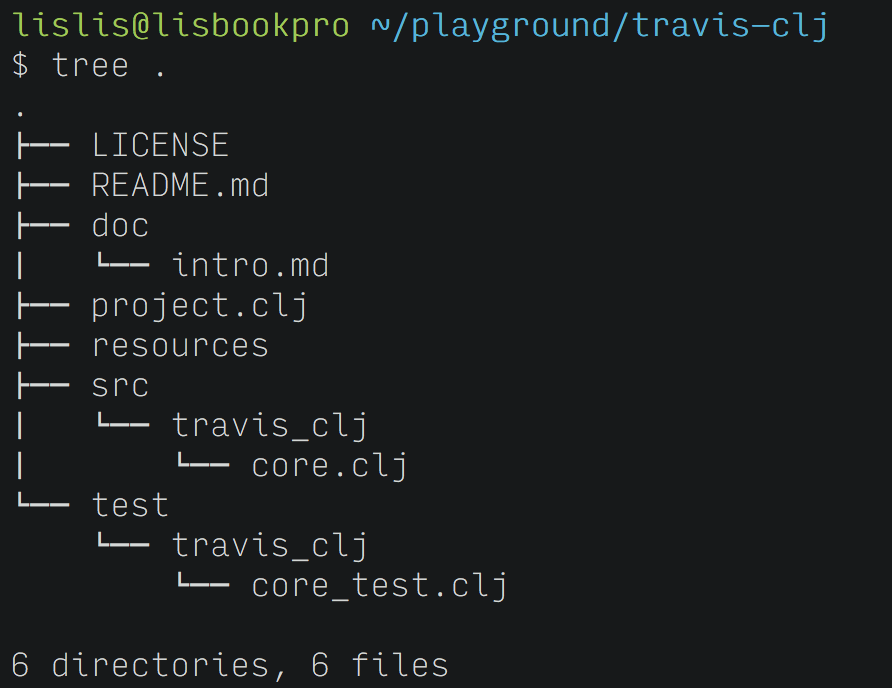 lislis@lisbookpro ~/playground/travis-clj
$ tree .
.
├── LICENSE
├── README.md
├── doc
│   └── intro.md
├── project.clj
├── resources
├── src
│   └── travis_clj
│       └── core.clj
└── test
    └── travis_clj
        └── core_test.clj

6 directories, 6 files